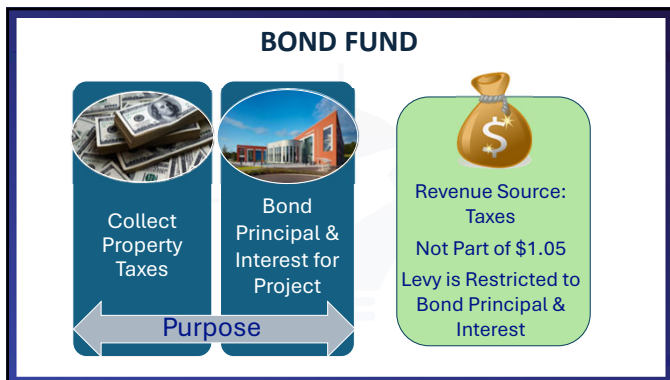 BOND FUND
Collect
Property
Taxes
Bond
Principal &
Interest for
Project
Purpose
$
Revenue Source:
Taxes
Not Part of $1.05
Levy is Restricted to
Bond Principal &
Interest